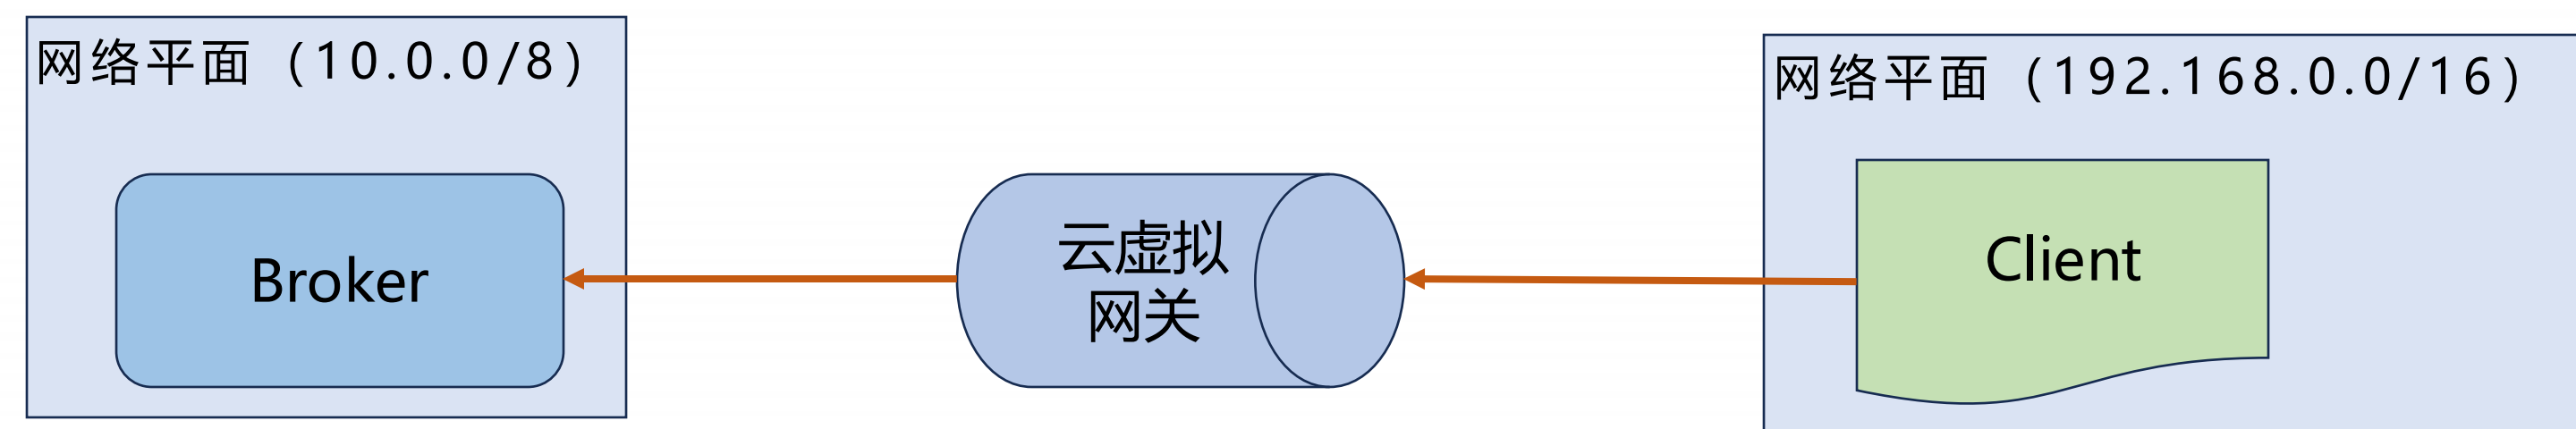 网络平面（10.0.0/8）
网络平面（192.168.0.0/16）
Broker
云虚拟
网关
Client